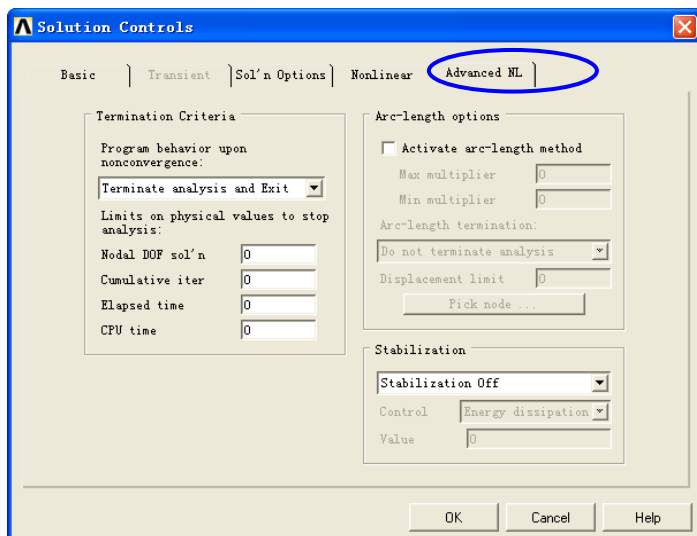 Solution Controls
Basic
Transient
Sol'n Options
Nonlinear
Advanced NL
Termination Criteria
Program behavior upon
nonconvergence:
Terminate analysis and Exit
Limits on physical values to stop
analysis:
Nodal DOF sol'n 0
Cumulative iter 0
Elapsed time 0
CPU time 0
Arc-length options
Activate arc-length method
Max multiplier 0
Min multiplier 0
Arc-length termination:
Do not terminate analysis
Displacement limit 0
Pick node ...
Stabilization
Stabilization Off
Control Energy dissipation
Value 0
OK
Cancel
Help